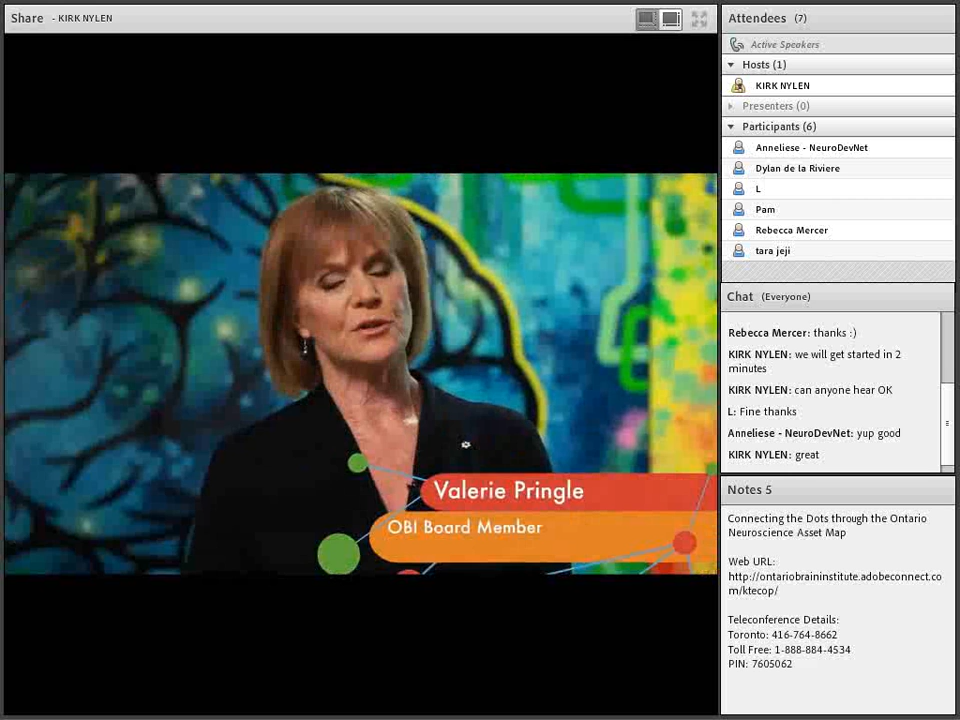 Share - KIRK NYLEN
Valerie Pringle
OBI Board Member
Attendees (7)
Active Speakers
Hosts (1)
KIRK NYLEN
Presenters (0)
Participants (6)
Anneliese - NeuroDevNet
Dylan de la Riviere
L
Pam
Rebecca Mercer
tara jeji
Chat (Everyone)
Rebecca Mercer: thanks :)
KIRK NYLEN: we will get started in 2
minutes
KIRK NYLEN: can anyone hear OK
L: Fine thanks
Anneliese - NeuroDevNet: yup good
KIRK NYLEN: great
Notes 5
Connecting the Dots through the Ontario
Neuroscience Asset Map
Web URL:
http://ontariobraininstitute.adobeconnect.co
m/ktecop/
Teleconference Details:
Toronto: 416-764-8662
Toll Free: 1-888-884-4534
PIN: 7605062